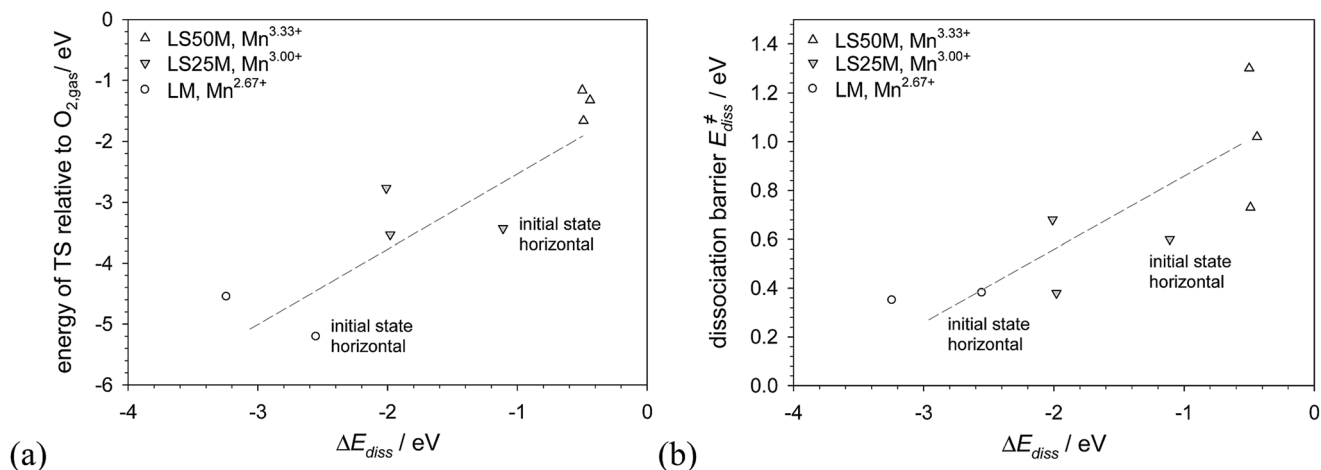 0
-1
-2
-3
-4
-5
-6
energy of TS relative to O2,gas/ eV
LS50M, Mn3.33+
LS25M, Mn3.00+
LM, Mn2.67+
initial state
horizontal
initial state
horizontal
-4 -3 -2 -1 0
ΔEdiss / eV
(a)
1.4
1.2
1.0
0.8
0.6
0.4
0.2
0.0
dissociation barrier E≠diss / eV
LS50M, Mn3.33+
LS25M, Mn3.00+
LM, Mn2.67+
initial state
horizontal
initial state
horizontal
-4 -3 -2 -1 0
ΔEdiss / eV
(b)